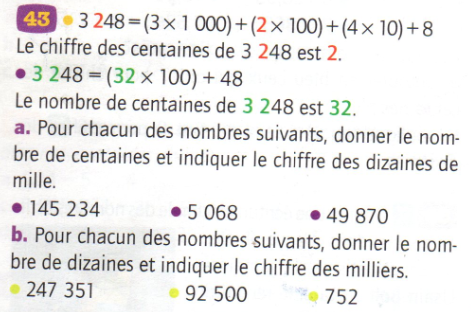 43 • 3 248 = (3 × 1 000) + (2 × 100) + (4 × 10) + 8
Le chiffre des centaines de 3 248 est 2.
• 3 248 = (32 × 100) + 48
Le nombre de centaines de 3 248 est 32.
a. Pour chacun des nombres suivants, donner le nom-
bre de centaines et indiquer le chiffre des dizaines de
mille.
• 145 234 • 5 068 • 49 870
b. Pour chacun des nombres suivants, donner le nom-
bre de dizaines et indiquer le chiffre des milliers.
• 247 351 • 92 500 • 752